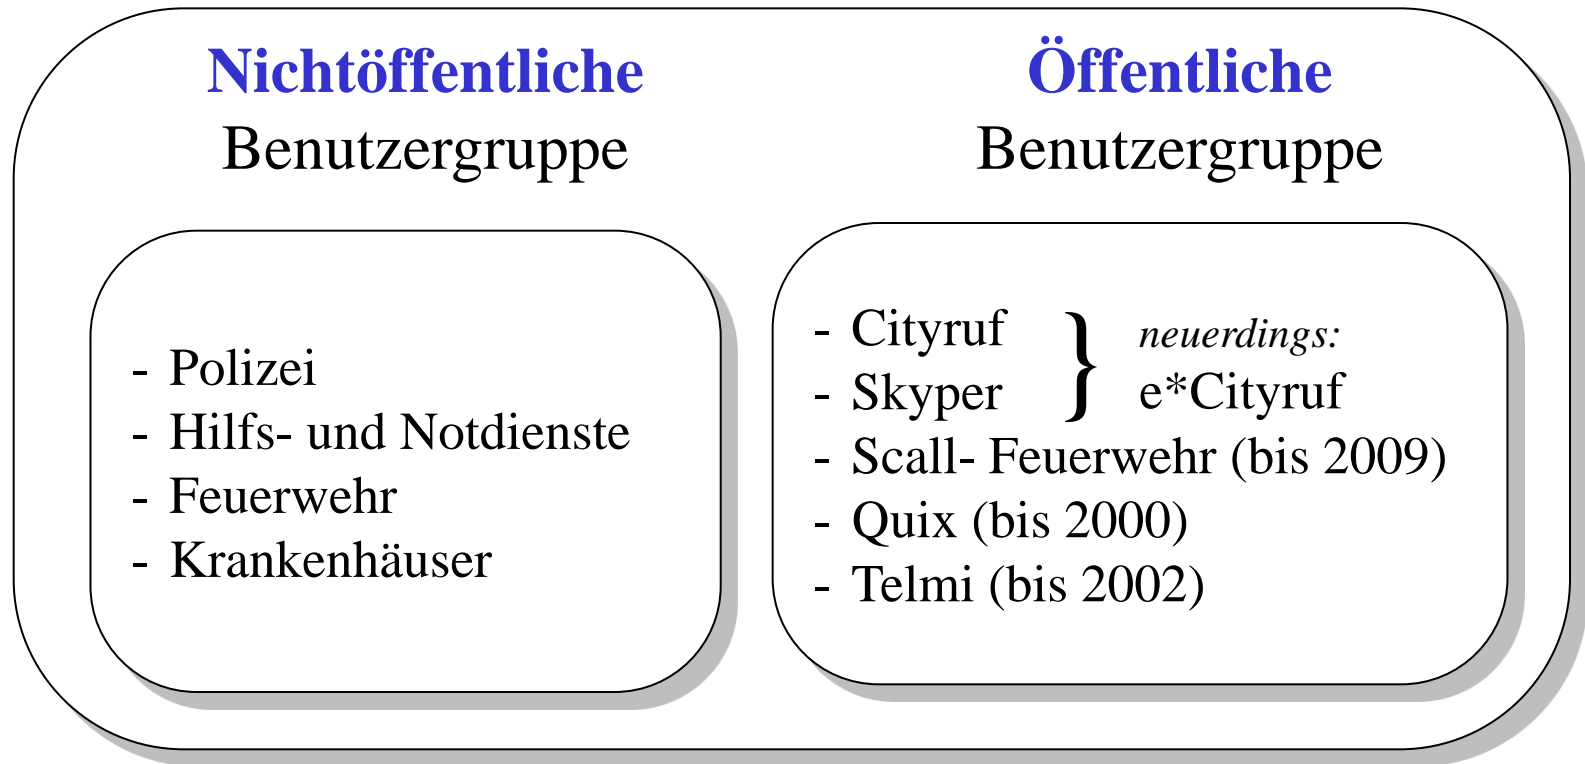 Nichtöffentliche
Benutzergruppe
- Polizei
- Hilfs- und Notdienste
- Feuerwehr
- Krankenhäuser
Öffentliche
Benutzergruppe
- Cityruf
- Skyper
} neuerdings:
e*Cityruf
- Scall- Feuerwehr (bis 2009)
- Quix (bis 2000)
- Telmi (bis 2002)